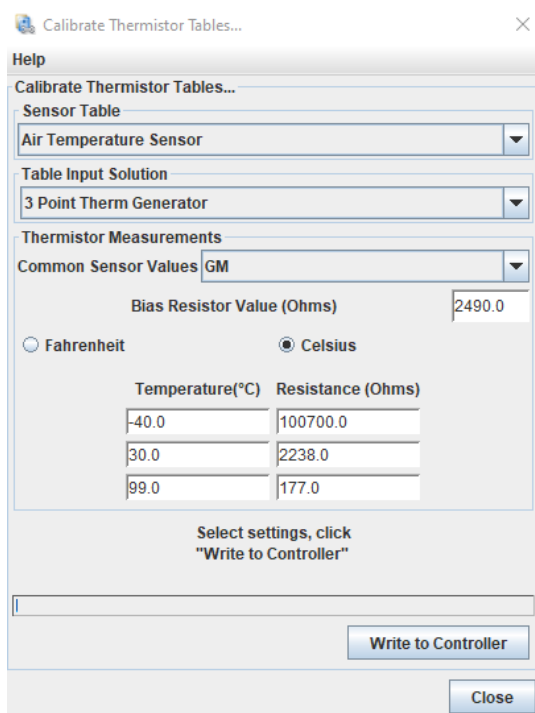 Calibrate Thermistor Tables...
Help
Calibrate Thermistor Tables...
Sensor Table
Air Temperature Sensor
Table Input Solution
3 Point Therm Generator
Thermistor Measurements
Common Sensor Values GM
Bias Resistor Value (Ohms) 2490.0
Fahrenheit Celsius
Temperature(°C) Resistance (Ohms)
-40.0 100700.0
30.0 2238.0
99.0 177.0
Select settings, click
"Write to Controller"
Write to Controller
Close